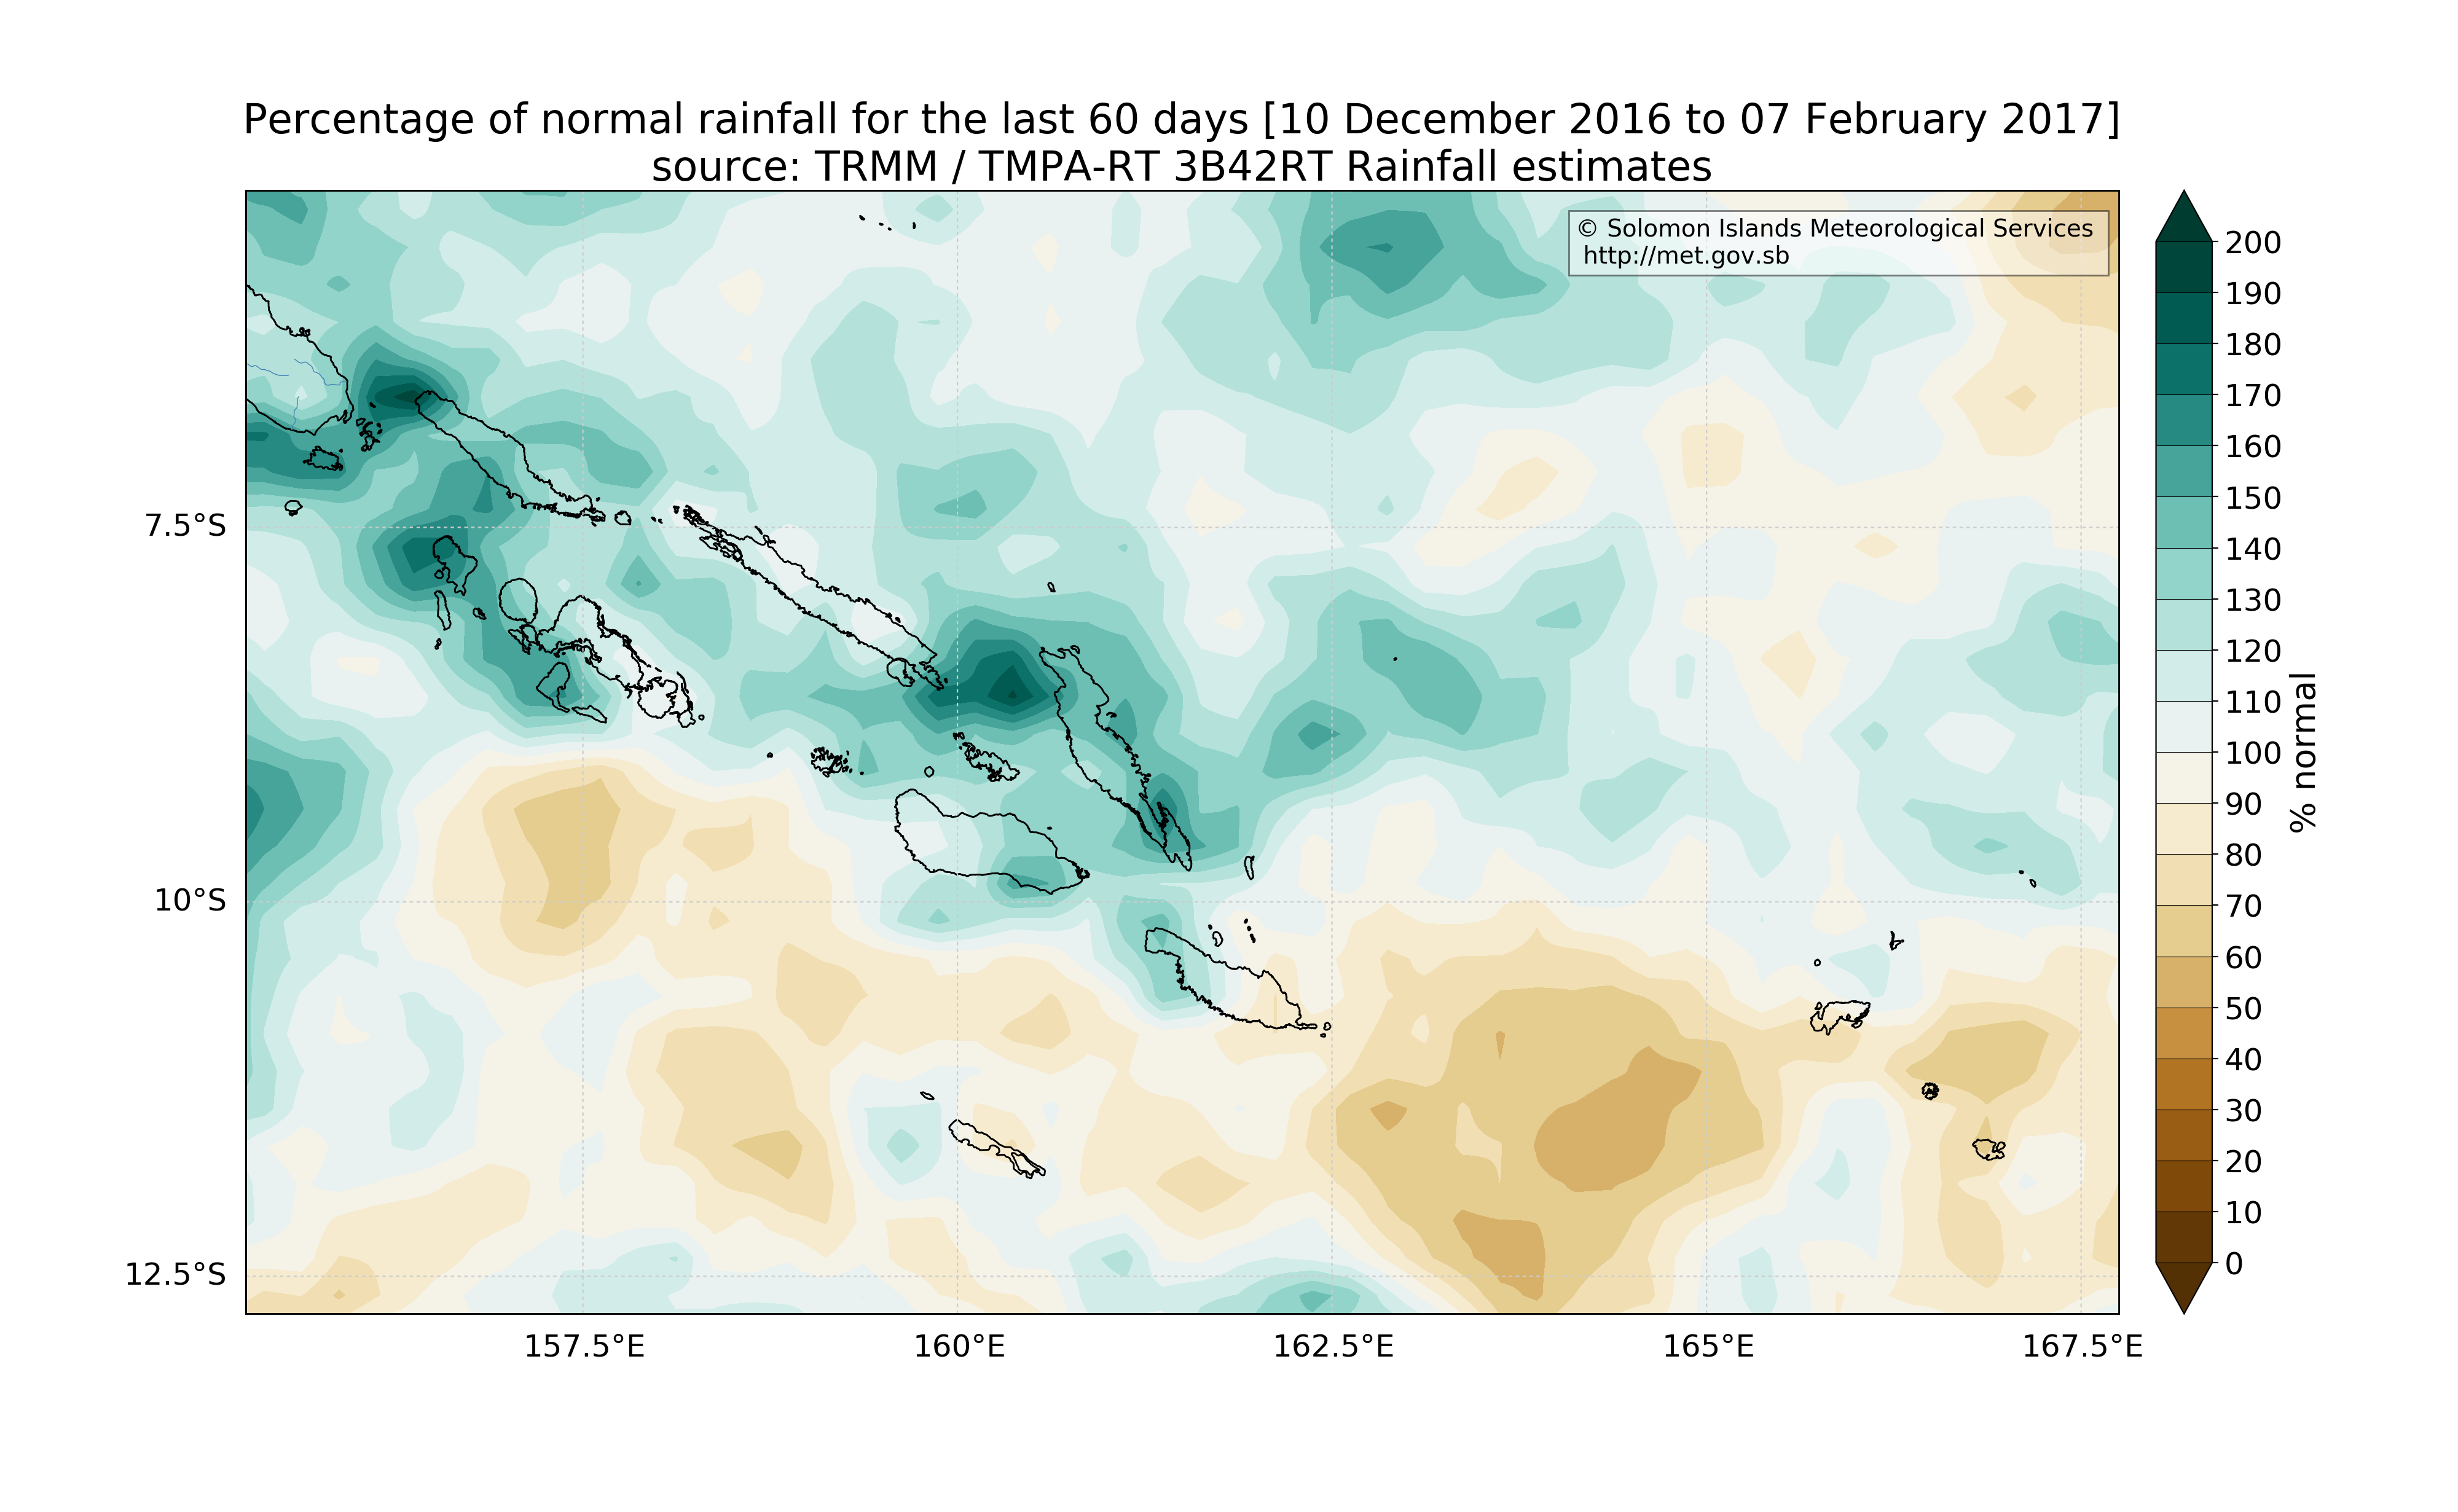 Percentage of normal rainfall for the last 60 days [10 December 2016 to 07 February 2017]
source: TRMM / TMPA-RT 3B42RT Rainfall estimates
© Solomon Islands Meteorological Services
http://met.gov.sb
7.5°S
10°S
12.5°S
157.5°E
160°E
162.5°E
165°E
167.5°E
200
190
180
170
160
150
140
130
120
110
100
90
80
70
60
50
40
30
20
10
0
% normal